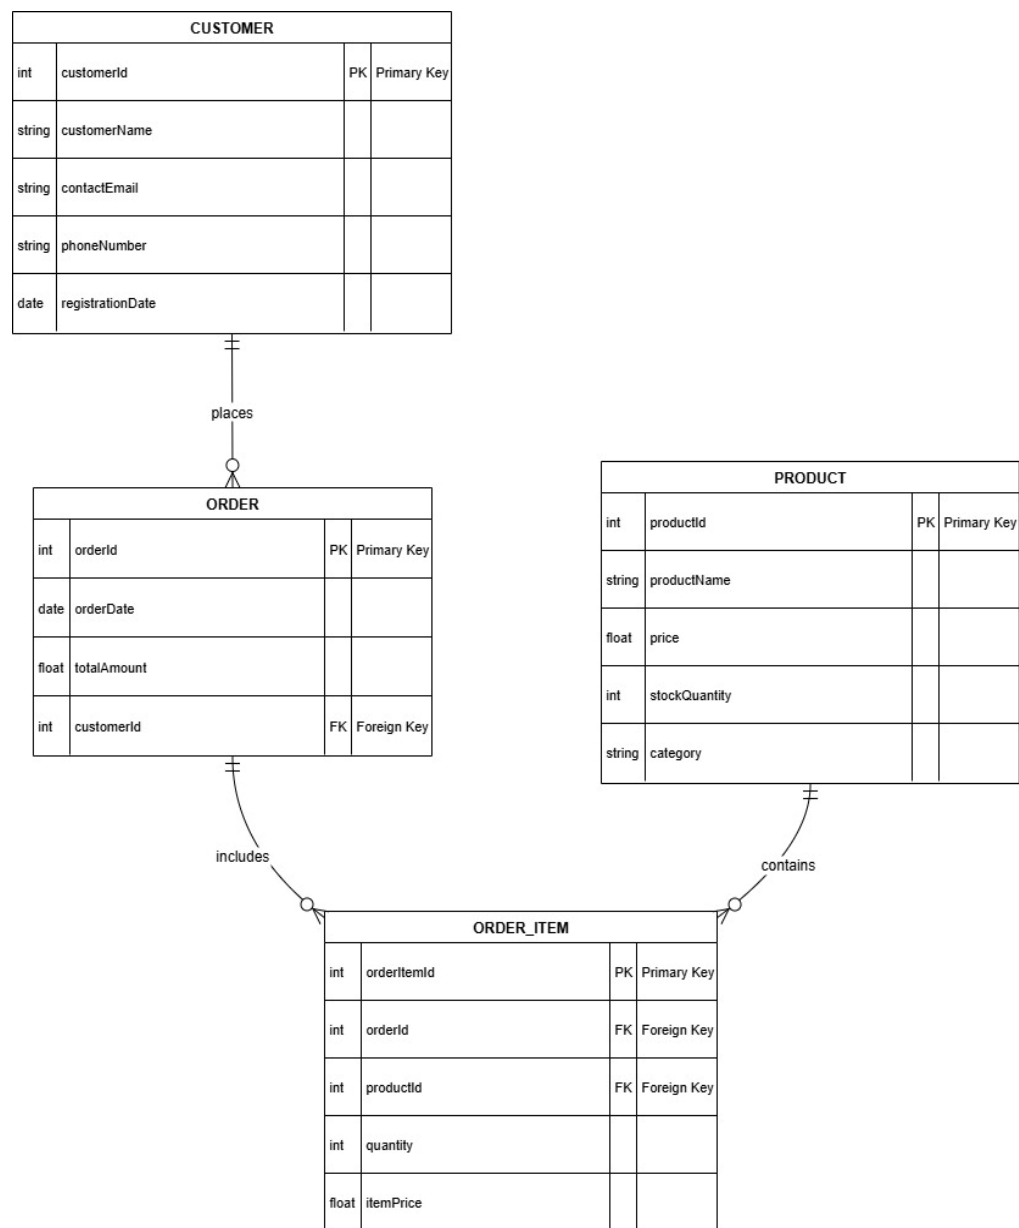 CUSTOMER
int customerId PK Primary Key
string customerName
string contactEmail
string phoneNumber
date registrationDate
places
ORDER
int orderId PK Primary Key
date orderDate
float totalAmount
int customerId FK Foreign Key
PRODUCT
int productId PK Primary Key
string productName
float price
int stockQuantity
string category
includes
contains
ORDER_ITEM
int orderItemId PK Primary Key
int orderId FK Foreign Key
int productId FK Foreign Key
int quantity
float itemPrice